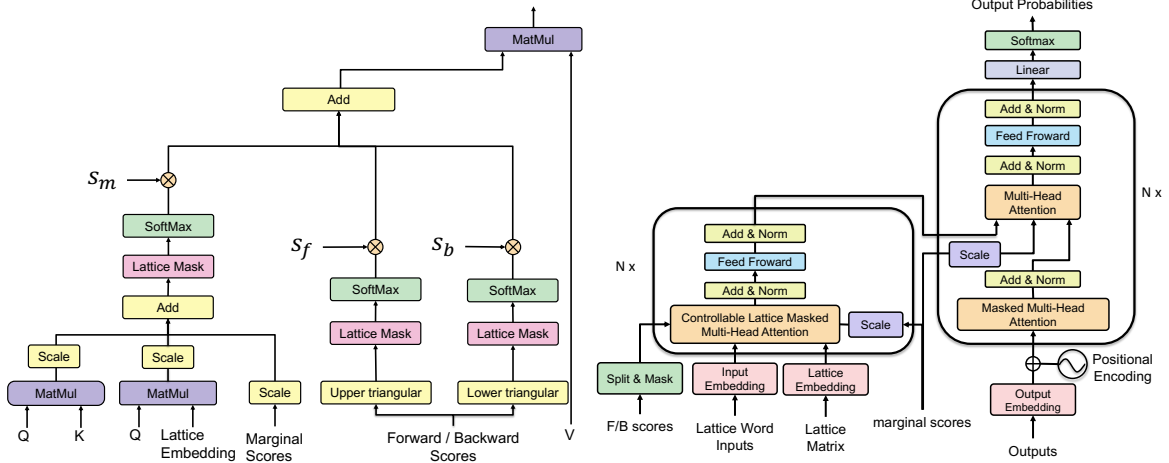 MatMul
Add
S_m
SoftMax
Lattice Mask
Add
Scale
Scale
Scale
MatMul
MatMul
Q
K
Q
Lattice
Embedding
Marginal
Scores
S_f
S_b
SoftMax
SoftMax
Lattice Mask
Lattice Mask
Upper triangular
Lower triangular
Forward / Backward
Scores
V
Output Probabilities
Softmax
Linear
Add & Norm
Feed Froward
Add & Norm
Multi-Head
Attention
N x
Scale
Add & Norm
Masked Multi-Head
Attention
Positional
Encoding
Output
Embedding
Outputs
N x
Add & Norm
Feed Froward
Add & Norm
Controllable Lattice Masked
Multi-Head Attention
Scale
Split & Mask
Input
Embedding
Lattice
Embedding
F/B scores
Lattice Word
Inputs
Lattice
Matrix
marginal scores